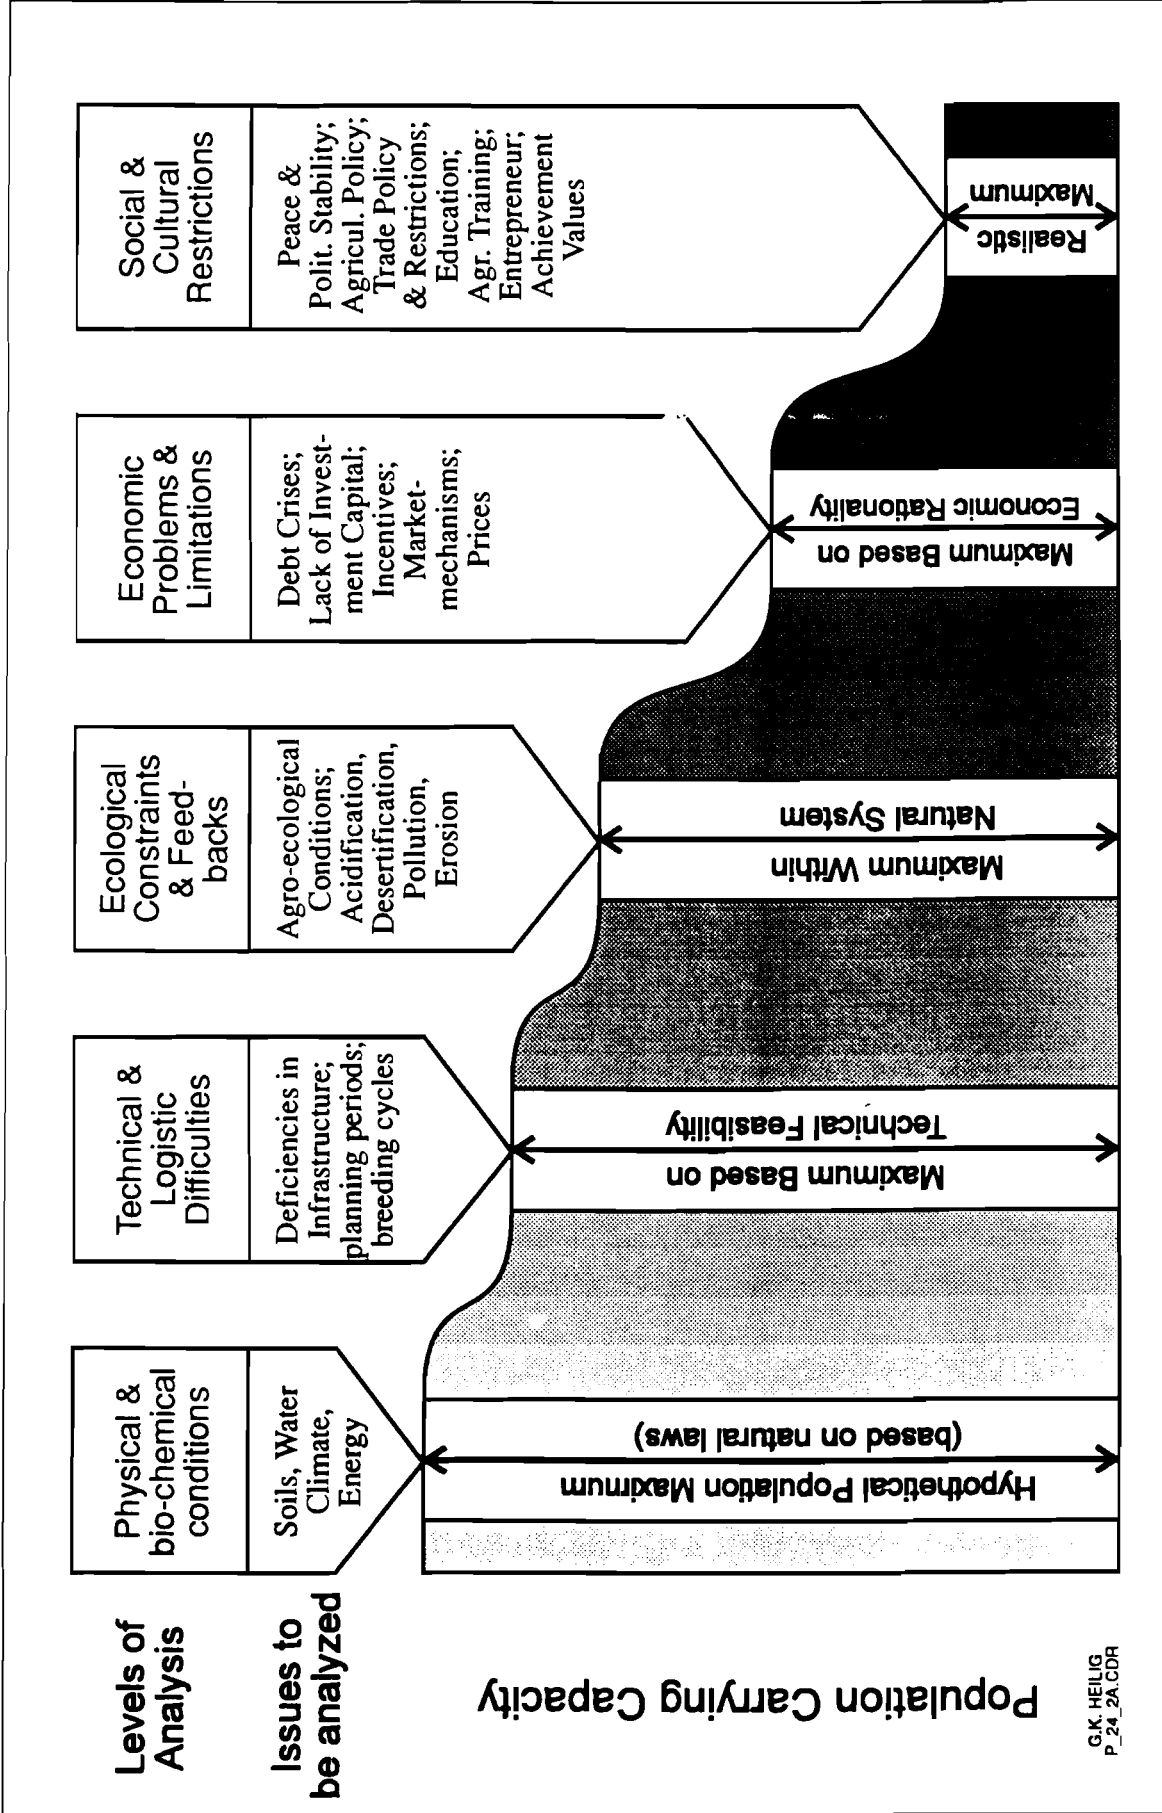 Levels of
Analysis
Physical &
bio-chemical
conditions
Technical &
Logistic
Difficulties
Ecological
Constraints
& Feed-
backs
Economic
Problems &
Limitations
Social &
Cultural
Restrictions
Issues to
be analyzed
Soils, Water
Climate,
Energy
Deficiencies in
Infrastructure;
planning periods;
breeding cycles
Agro-ecological
Conditions;
Acidification,
Desertification,
Pollution,
Erosion
Debt Crises;
Lack of Invest-
ment Capital;
Incentives;
Market-
mechanisms;
Prices
Peace &
Polit. Stability;
Agricul. Policy;
Trade Policy
& Restrictions;
Education;
Agr. Training;
Entrepreneur;
Achievement
Values
Population Carrying Capacity
Hypothetical Population Maximum
(based on natural laws)
Maximum Based on
Technical Feasibility
Maximum Within
Natural System
Maximum Based on
Economic Rationality
Realistic
Maximum
G.K. HEILIG
P_24_2A.CDR